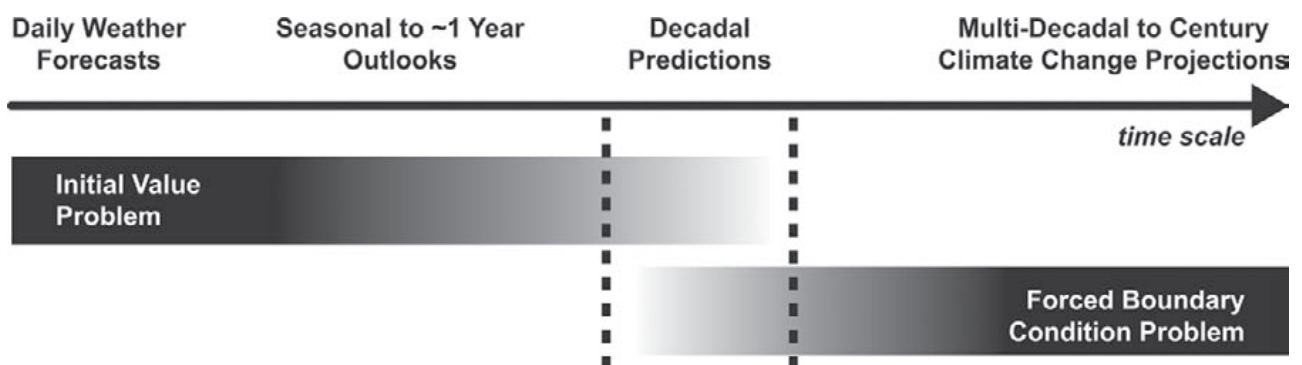 Daily Weather
Forecasts
Seasonal to ~1 Year
Outlooks
Decadal
Predictions
Multi-Decadal to Century
Climate Change Projections
time scale
Initial Value
Problem
Forced Boundary
Condition Problem